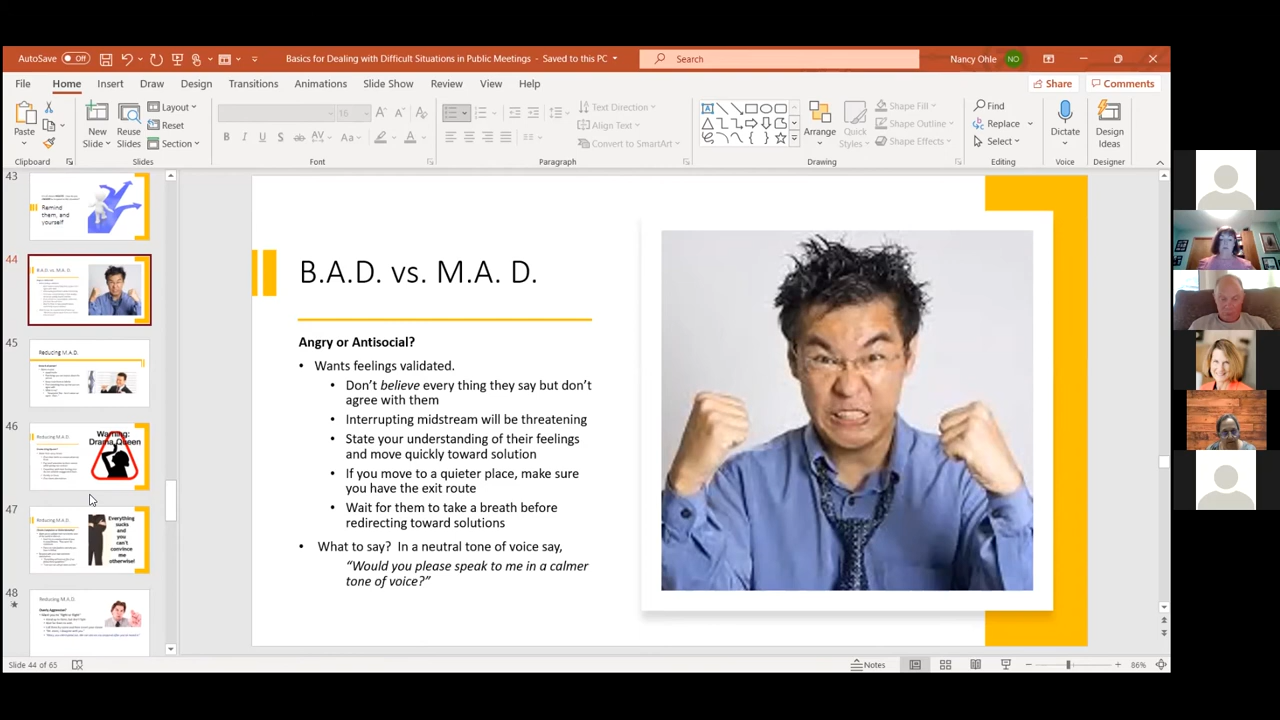 AutoSave Off Basics for Dealing with Difficult Situations in Public Meetings - Saved to this PC Search Nancy Ohle NO
File Home Insert Draw Design Transitions Animations Slide Show Review View Help Share Comments
Paste New Slide Reuse Slides Layout Reset Section 16 Text Direction Align Text Convert to SmartArt Arrange Quick Styles Shape Fill Shape Outline Shape Effects Find Replace Select Dictate Design Ideas
Clipboard Slides Font Paragraph Drawing Editing Voice Designer
43
Remind
them, and
yourself
44
B.A.D. vs. M.A. D.
45
Reducing M.A.D.
46
Reducing M.A.D.
Warning:
Drama Queen
47
Reducing M.A.D.
Everything
sucks
and
you
can't
convince
me
otherwise!
48
Reducing M.A.D.
B.A.D. vs. M.A. D.
Angry or Antisocial?
• Wants feelings validated.
• Don't believe every thing they say but don't
agree with them
• Interrupting midstream will be threatening
• State your understanding of their feelings
and move quickly toward solution
• If you move to a quieter place, make sure
you have the exit route
• Wait for them to take a breath before
redirecting toward solutions
• What to say? In a neutral tone of voice say,
"Would you please speak to me in a calmer
tone of voice?"
Slide 44 of 65 Notes 86%